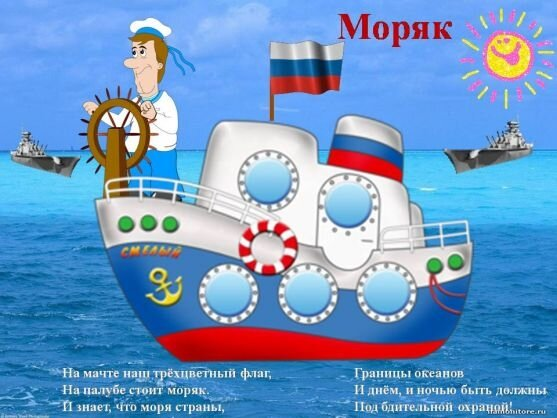 Моряк
СМЕЛЫЙ
На мачте наш трёхцветный флаг,
На палубе стоит моряк.
И знает, что моря страны,
Границы океанов
И днём, и ночью быть должны
Под бдительной охраной!